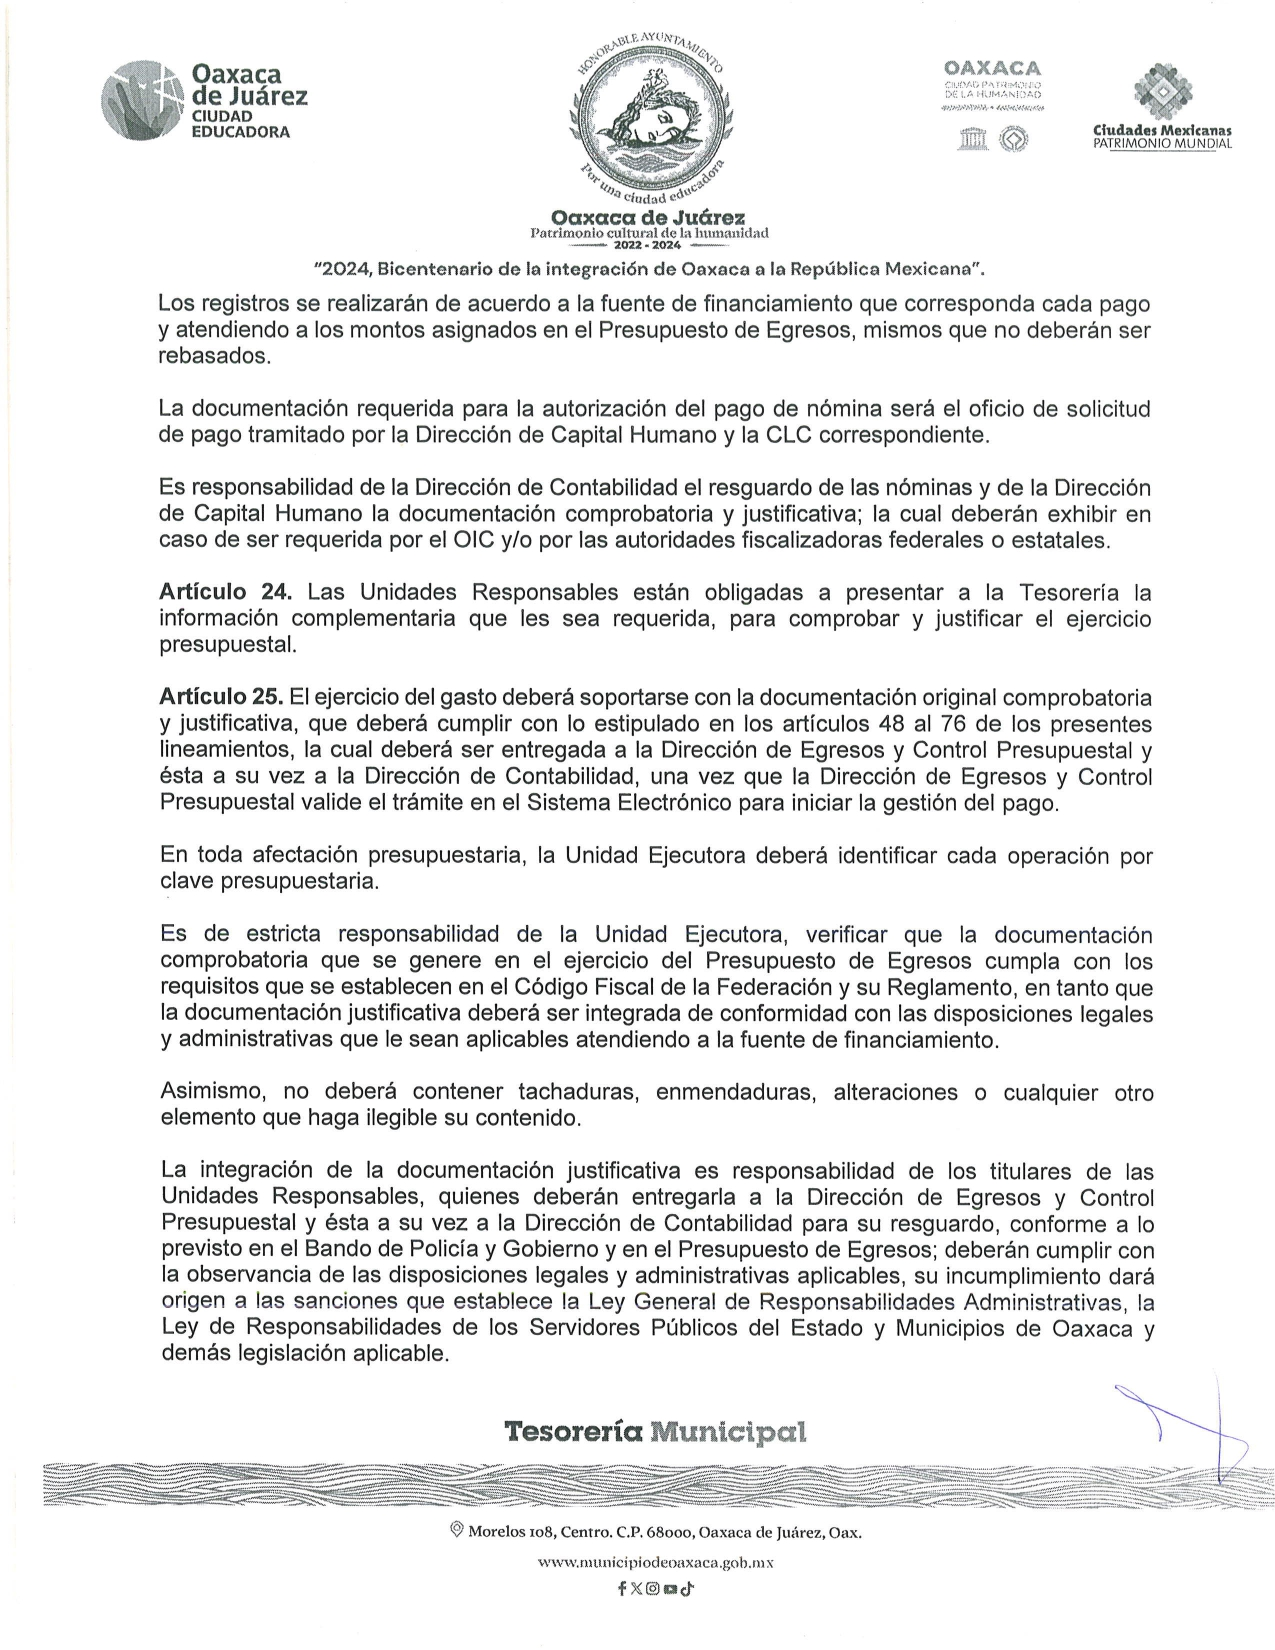 Oaxaca
de Juárez
CIUDAD
EDUCADORA
HONORABLE AYUNTAMIENTO
Por una ciudad educadora
Oaxaca de Juárez
Patrimonio cultural de la humanidad
2022 - 2024
OAXACA
CIUDAD PATRIMONIO
DE LA HUMANIDAD
Ciudades Mexicanas
PATRIMONIO MUNDIAL
"2024, Bicentenario de la integración de Oaxaca a la República Mexicana".
Los registros se realizarán de acuerdo a la fuente de financiamiento que corresponda cada pago
y atendiendo a los montos asignados en el Presupuesto de Egresos, mismos que no deberán ser
rebasados.
La documentación requerida para la autorización del pago de nómina será el oficio de solicitud
de pago tramitado por la Dirección de Capital Humano y la CLC correspondiente.
Es responsabilidad de la Dirección de Contabilidad el resguardo de las nóminas y de la Dirección
de Capital Humano la documentación comprobatoria y justificativa; la cual deberán exhibir en
caso de ser requerida por el OIC y/o por las autoridades fiscalizadoras federales o estatales.
Artículo 24. Las Unidades Responsables están obligadas a presentar a la Tesorería la
información complementaria que les sea requerida, para comprobar y justificar el ejercicio
presupuestal.
Artículo 25. El ejercicio del gasto deberá soportarse con la documentación original comprobatoria
y justificativa, que deberá cumplir con lo estipulado en los artículos 48 al 76 de los presentes
lineamientos, la cual deberá ser entregada a la Dirección de Egresos y Control Presupuestal y
ésta a su vez a la Dirección de Contabilidad, una vez que la Dirección de Egresos y Control
Presupuestal valide el trámite en el Sistema Electrónico para iniciar la gestión del pago.
En toda afectación presupuestaria, la Unidad Ejecutora deberá identificar cada operación por
clave presupuestaria.
Es de estricta responsabilidad de la Unidad Ejecutora, verificar que la documentación
comprobatoria que se genere en el ejercicio del Presupuesto de Egresos cumpla con los
requisitos que se establecen en el Código Fiscal de la Federación y su Reglamento, en tanto que
la documentación justificativa deberá ser integrada de conformidad con las disposiciones legales
y administrativas que le sean aplicables atendiendo a la fuente de financiamiento.
Asimismo, no deberá contener tachaduras, enmendaduras, alteraciones o cualquier otro
elemento que haga ilegible su contenido.
La integración de la documentación justificativa es responsabilidad de los titulares de las
Unidades Responsables, quienes deberán entregarla a la Dirección de Egresos y Control
Presupuestal y ésta a su vez a la Dirección de Contabilidad para su resguardo, conforme a lo
previsto en el Bando de Policía y Gobierno y en el Presupuesto de Egresos; deberán cumplir con
la observancia de las disposiciones legales y administrativas aplicables, su incumplimiento dará
origen a las sanciones que establece la Ley General de Responsabilidades Administrativas, la
Ley de Responsabilidades de los Servidores Públicos del Estado y Municipios de Oaxaca y
demás legislación aplicable.
Tesorería Municipal
Morelos 108, Centro. C.P. 68000, Oaxaca de Juárez, Oax.
www.municipiodeoaxaca.gob.mx